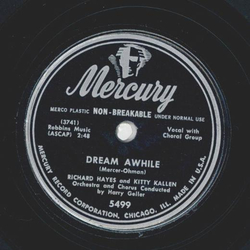 Mercury
MERCO PLASTIC NON-BREAKABLE UNDER NORMAL USE
(3741)
Robbins Music
(ASCAP) 2:48
Vocal with
Choral Group
DREAM AWHILE
(Mercer-Ohman)
RICHARD HAYES and KITTY KALLEN
Orchestra and Chorus Conducted
by Harry Geller
5499
MERCURY RECORD CORPORATION, CHICAGO, ILL. MADE IN U.S.A.